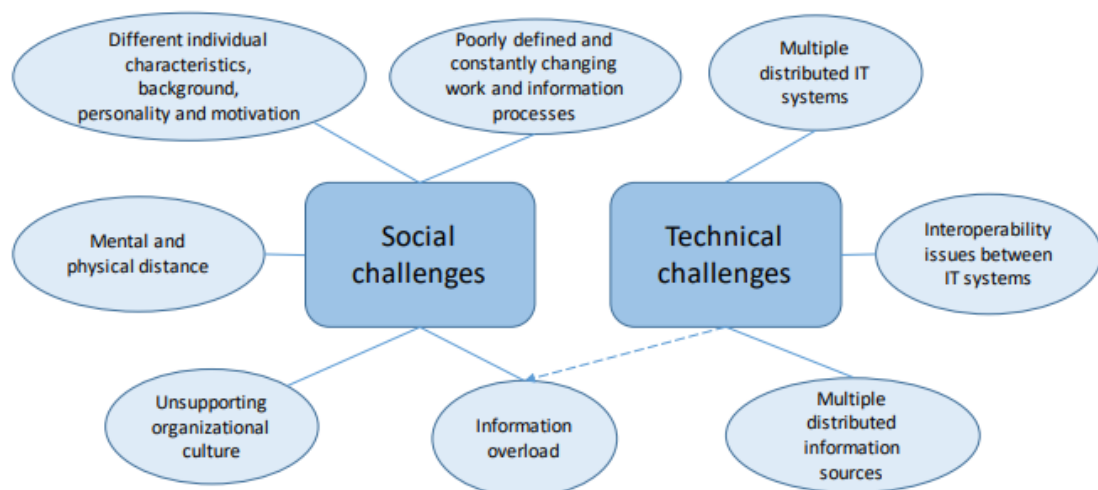 Different individual
characteristics,
background,
personality and motivation
Poorly defined and
constantly changing
work and information
processes
Multiple
distributed IT
systems
Mental and
physical distance
Social
challenges
Technical
challenges
Interoperability
issues between
IT systems
Unsupporting
organizational
culture
Information
overload
Multiple
distributed
information
sources